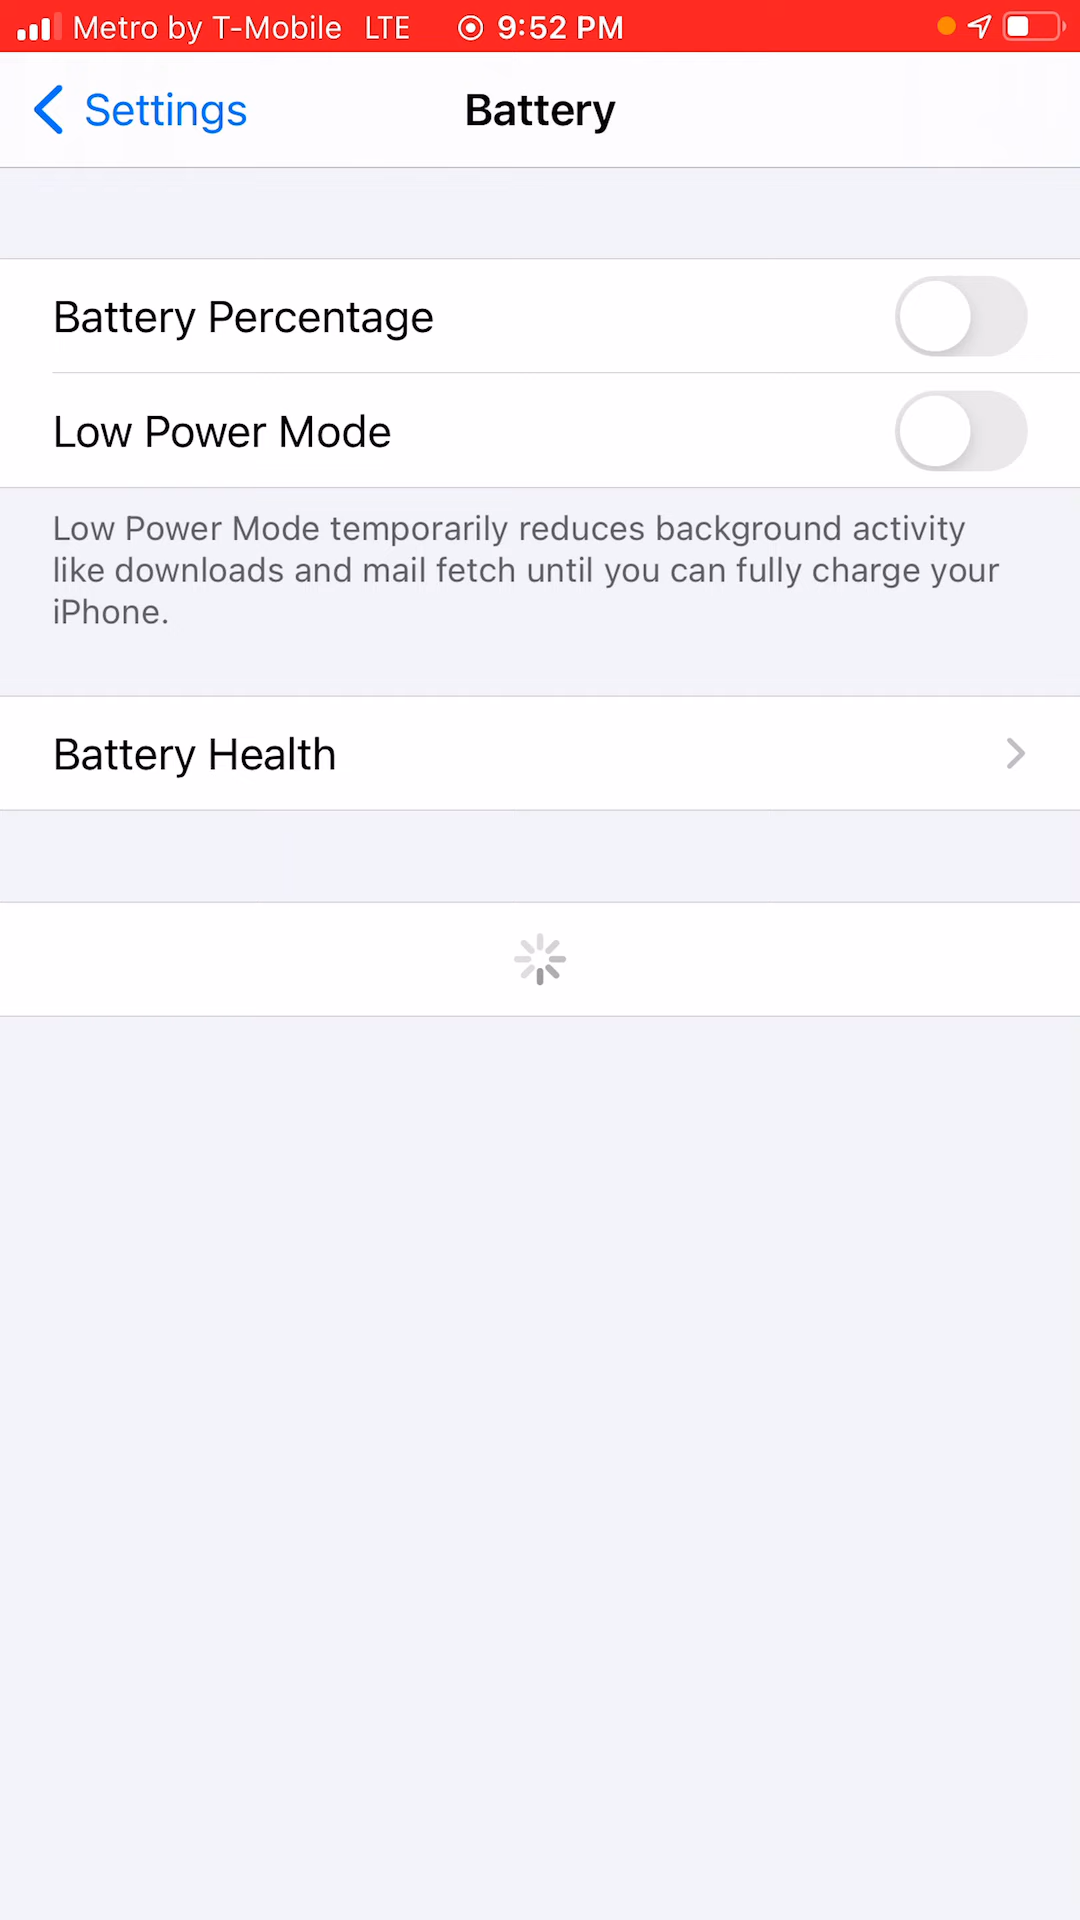 Metro by T-Mobile LTE 9:52 PM
Settings
Battery
Battery Percentage
Low Power Mode
Low Power Mode temporarily reduces background activity
like downloads and mail fetch until you can fully charge your
iPhone.
Battery Health